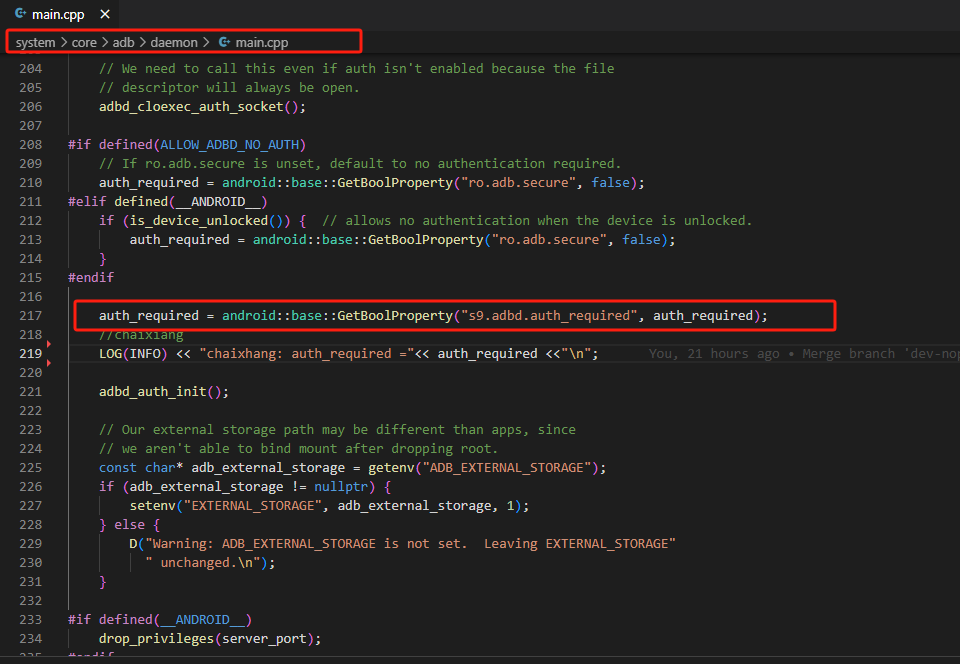 main.cpp
system > core > adb > daemon > main.cpp
204 // We need to call this even if auth isn't enabled because the file
205 // descriptor will always be open.
206 adbd_cloexec_auth_socket();
207
208 #if defined(ALLOW_ADBD_NO_AUTH)
209 // If ro.adb.secure is unset, default to no authentication required.
210 auth_required = android::base::GetBoolProperty("ro.adb.secure", false);
211 #elif defined(__ANDROID__)
212 if (is_device_unlocked()) { // allows no authentication when the device is unlocked.
213 auth_required = android::base::GetBoolProperty("ro.adb.secure", false);
214 }
215 #endif
216
217 auth_required = android::base::GetBoolProperty("s9.adbd.auth_required", auth_required);
218 //chaixiang
219 LOG(INFO) << "chaixhang: auth_required ="<< auth_required <<"\n"; You, 21 hours ago • Merge branch 'dev-nop
220
221 adbd_auth_init();
222
223 // Our external storage path may be different than apps, since
224 // we aren't able to bind mount after dropping root.
225 const char* adb_external_storage = getenv("ADB_EXTERNAL_STORAGE");
226 if (adb_external_storage != nullptr) {
227 setenv("EXTERNAL_STORAGE", adb_external_storage, 1);
228 } else {
229 D("Warning: ADB_EXTERNAL_STORAGE is not set.  Leaving EXTERNAL_STORAGE"
230 " unchanged.\n");
231 }
232
233 #if defined(__ANDROID__)
234 drop_privileges(server_port);
235 #endif